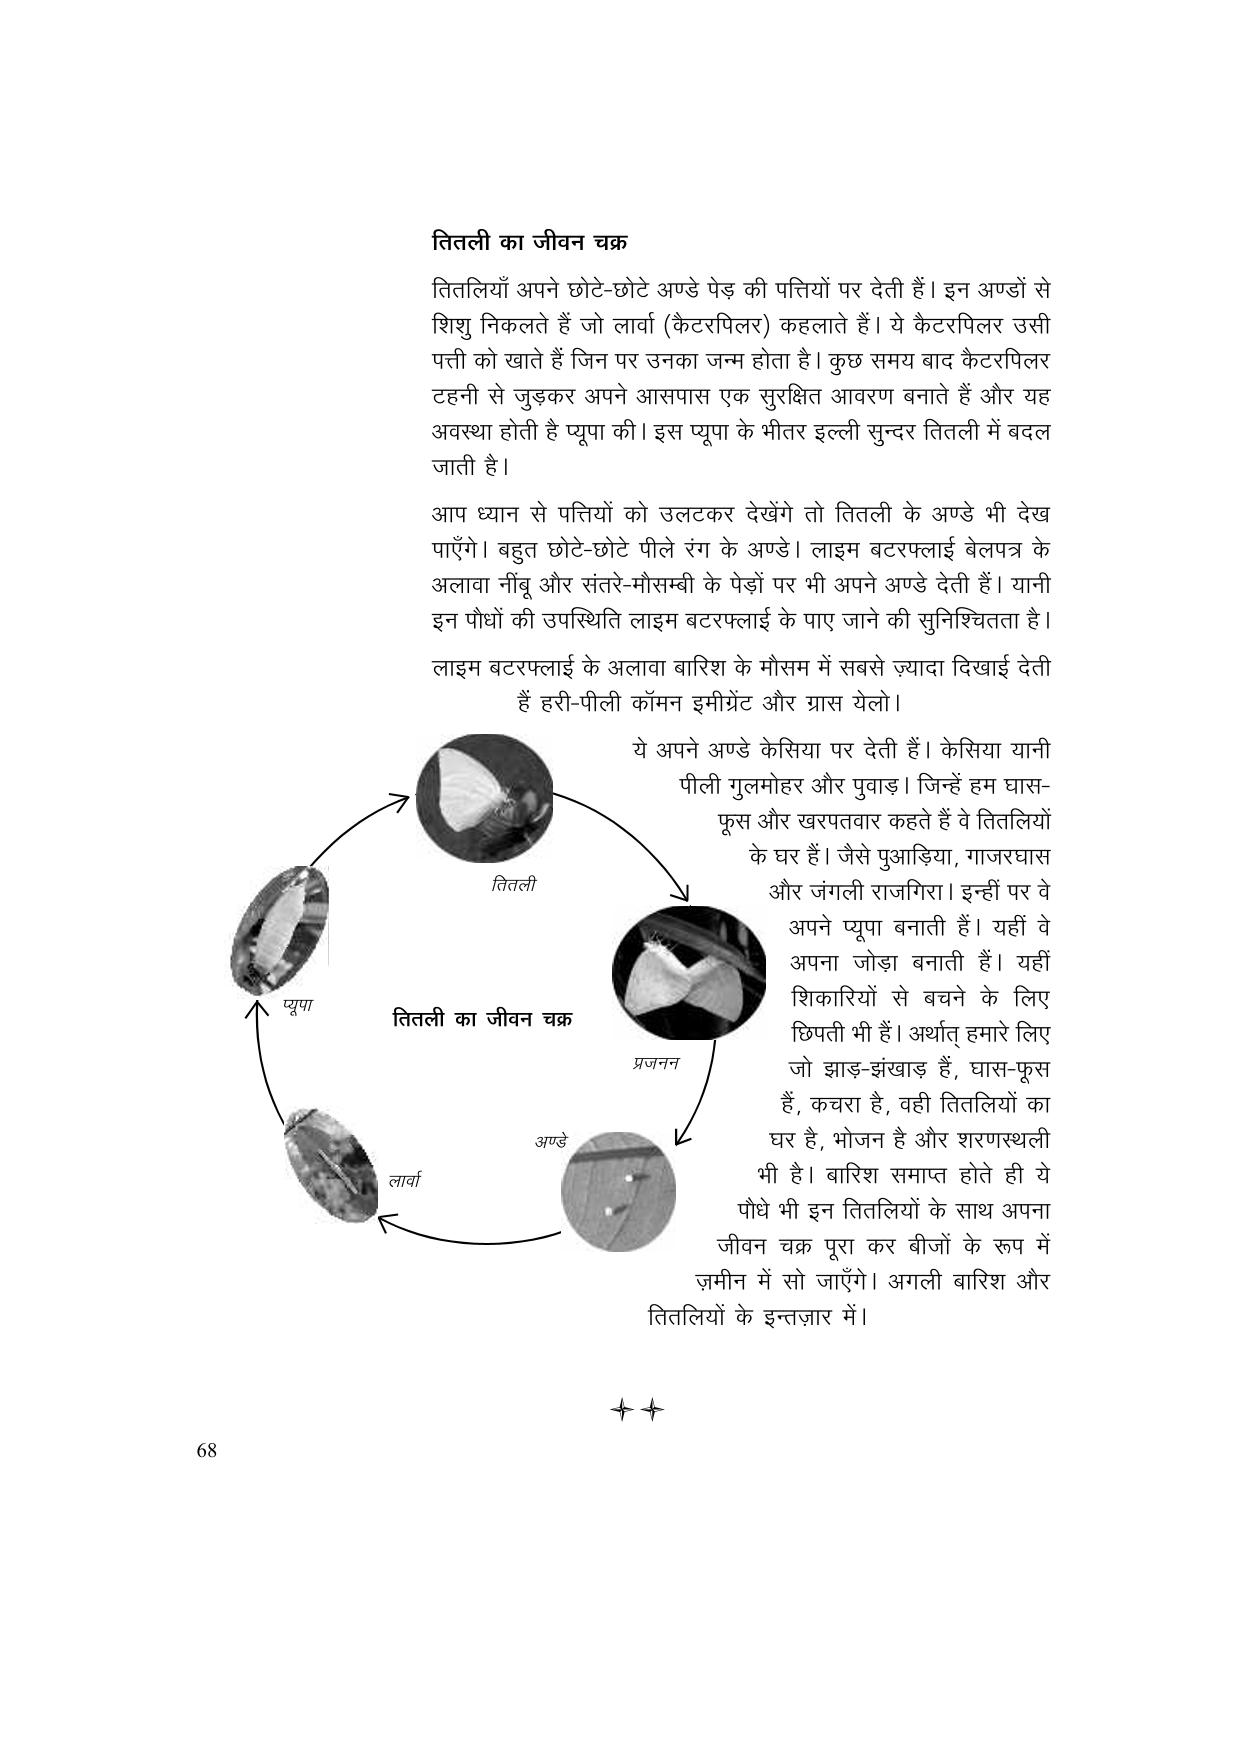 तितली का जीवन चक्र
तितलियाँ अपने छोटे-छोटे अण्डे पेड़ की पत्तियों पर देती हैं। इन अण्डों से
शिशु निकलते हैं जो लार्वा (कैटरपिलर) कहलाते हैं। ये कैटरपिलर उसी
पत्ती को खाते हैं जिन पर उनका जन्म होता है। कुछ समय बाद कैटरपिलर
टहनी से जुड़कर अपने आसपास एक सुरक्षित आवरण बनाते हैं और यह
अवस्था होती है प्यूपा की। इस प्यूपा के भीतर इल्ली सुन्दर तितली में बदल
जाती है।
आप ध्यान से पत्तियों को उलटकर देखेंगे तो तितली के अण्डे भी देख
पाएँगे। बहुत छोटे-छोटे पीले रंग के अण्डे। लाइम बटरफ्लाई बेलपत्र के
अलावा नींबू और संतरे-मौसम्बी के पेड़ों पर भी अपने अण्डे देती हैं। यानी
इन पौधों की उपस्थिति लाइम बटरफ्लाई के पाए जाने की सुनिश्चितता है।
लाइम बटरफ्लाई के अलावा बारिश के मौसम में सबसे ज़्यादा दिखाई देती
हैं हरी-पीली कॉमन इमीग्रेंट और ग्रास येलो।
ये अपने अण्डे केसिया पर देती हैं। केसिया यानी
पीली गुलमोहर और पुवाड़। जिन्हें हम घास-
फूस और खरपतवार कहते हैं वे तितलियों
के घर हैं। जैसे पुआड़िया, गाजरघास
और जंगली राजगिरा। इन्हीं पर वे
अपने प्यूपा बनाती हैं। यहीं वे
अपना जोड़ा बनाती हैं। यहीं
शिकारियों से बचने के लिए
छिपती भी हैं। अर्थात् हमारे लिए
जो झाड़-झंखाड़ हैं, घास-फूस
हैं, कचरा है, वही तितलियों का
घर है, भोजन है और शरणस्थली
भी है। बारिश समाप्त होते ही ये
पौधे भी इन तितलियों के साथ अपना
जीवन चक्र पूरा कर बीजों के रूप में
ज़मीन में सो जाएँगे। अगली बारिश और
तितलियों के इन्तज़ार में।
तितली
प्यूपा
तितली का जीवन चक्र
प्रजनन
अण्डे
लार्वा
68